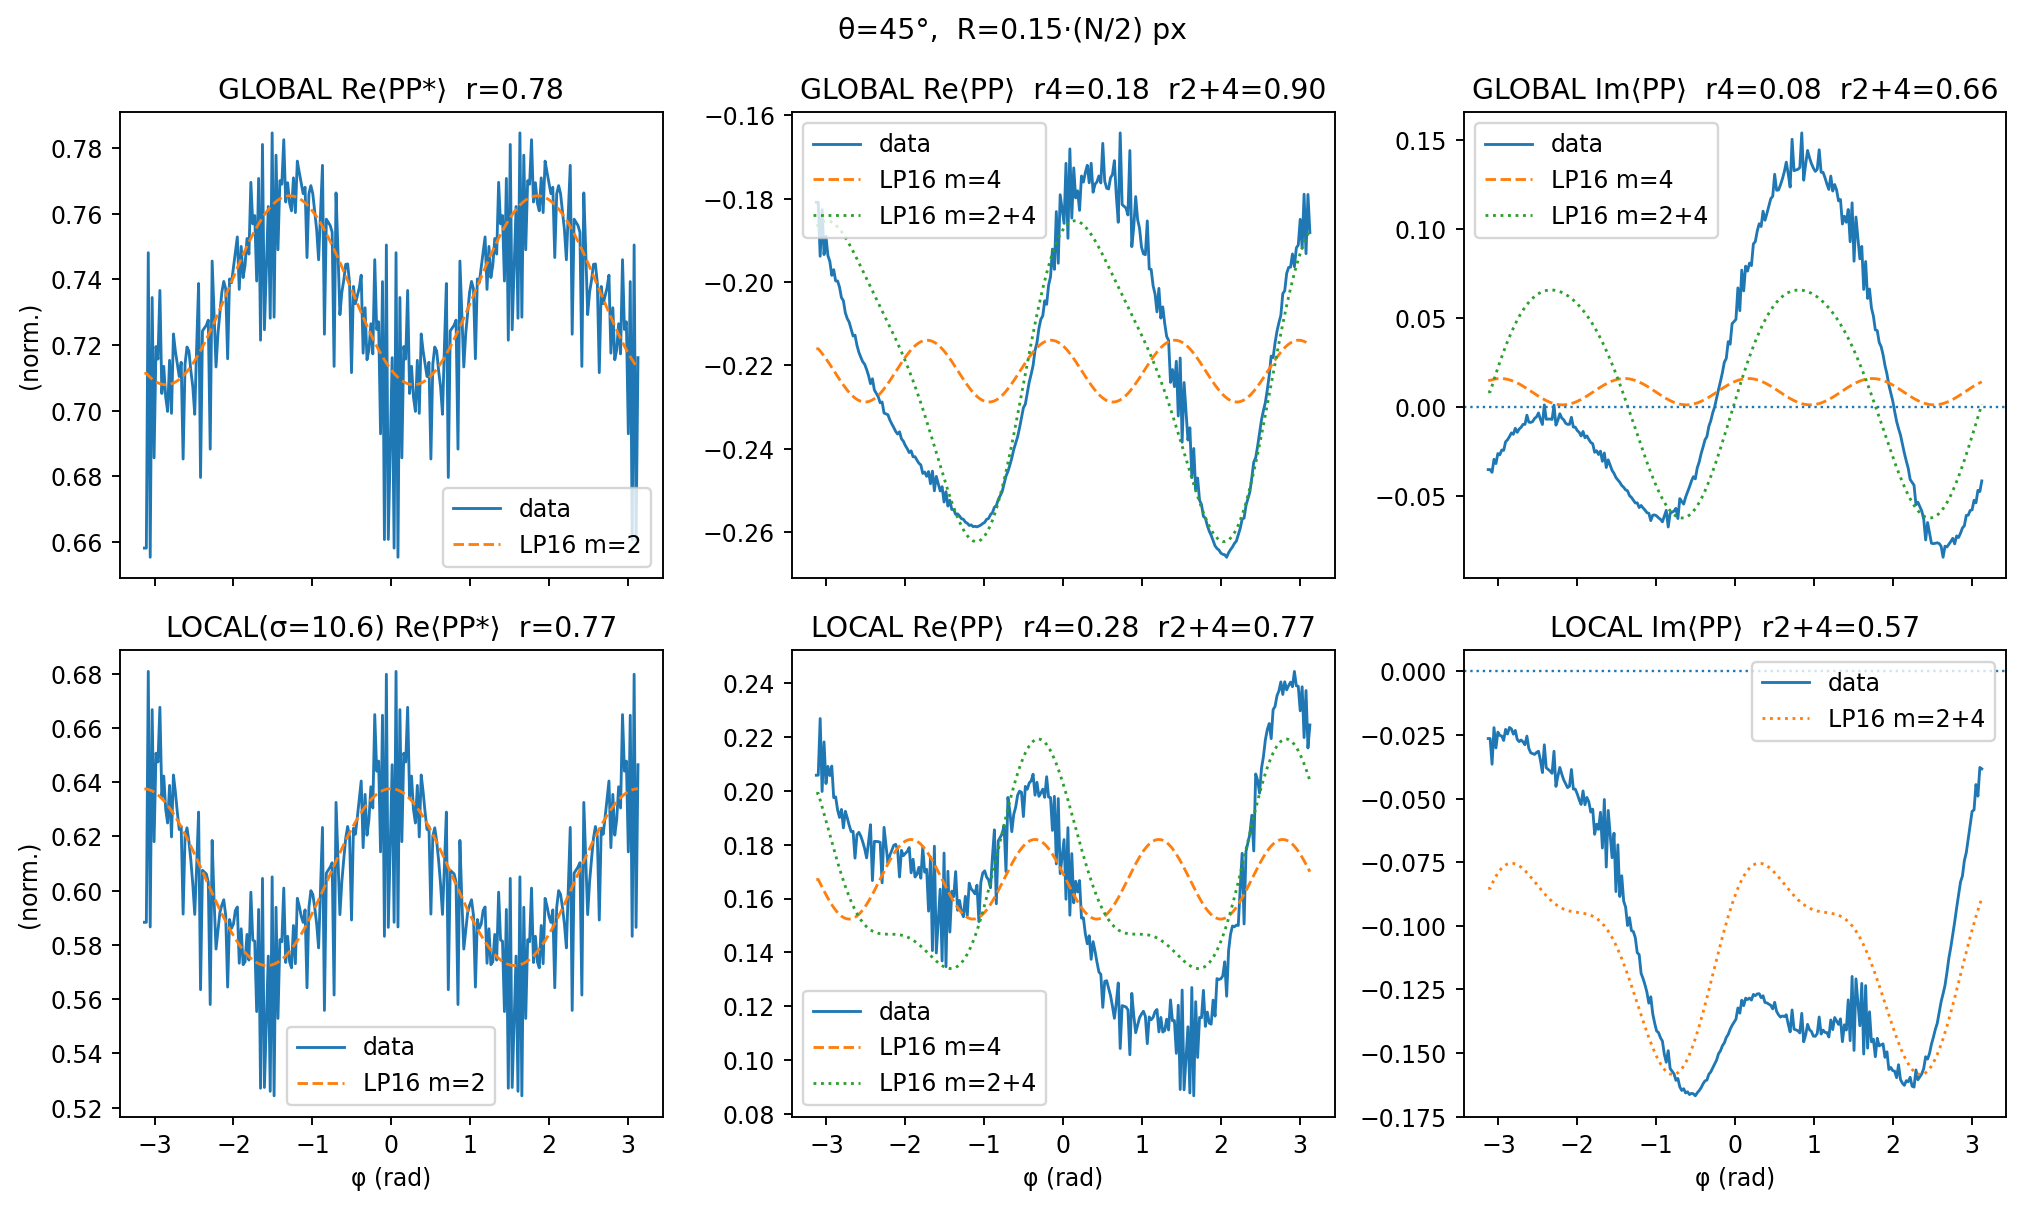 θ=45°,  R=0.15·(N/2) px
GLOBAL Re⟨PP*⟩  r=0.78
(norm.)
0.78
0.76
0.74
0.72
0.70
0.68
0.66
data
LP16 m=2
GLOBAL Re⟨PP⟩  r4=0.18  r2+4=0.90
−0.16
−0.18
−0.20
−0.22
−0.24
−0.26
data
LP16 m=4
LP16 m=2+4
GLOBAL Im⟨PP⟩  r4=0.08  r2+4=0.66
0.15
0.10
0.05
0.00
−0.05
data
LP16 m=4
LP16 m=2+4
LOCAL(σ=10.6) Re⟨PP*⟩  r=0.77
(norm.)
0.68
0.66
0.64
0.62
0.60
0.58
0.56
0.54
0.52
data
LP16 m=2
−3 −2 −1 0 1 2 3
φ (rad)
LOCAL Re⟨PP⟩  r4=0.28  r2+4=0.77
0.24
0.22
0.20
0.18
0.16
0.14
0.12
0.10
0.08
data
LP16 m=4
LP16 m=2+4
−3 −2 −1 0 1 2 3
φ (rad)
LOCAL Im⟨PP⟩  r2+4=0.57
0.000
−0.025
−0.050
−0.075
−0.100
−0.125
−0.150
−0.175
data
LP16 m=2+4
−3 −2 −1 0 1 2 3
φ (rad)